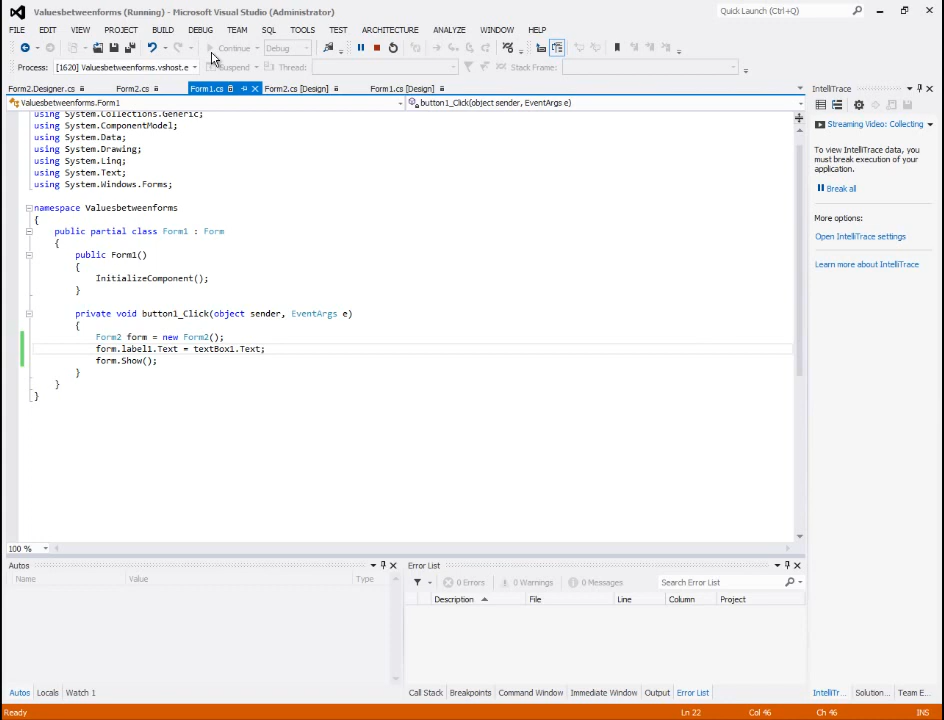 Valuesbetweenforms (Running) - Microsoft Visual Studio (Administrator)
Quick Launch (Ctrl+Q)
FILE EDIT VIEW PROJECT BUILD DEBUG TEAM SQL TOOLS TEST ARCHITECTURE ANALYZE WINDOW HELP
Continue Debug
Process: [1620] Valuesbetweenforms.vshost.e Suspend Thread: Stack Frame:
Form2.Designer.cs Form2.cs Form1.cs Form2.cs [Design] Form1.cs [Design]
Valuesbetweenforms.Form1 button1_Click(object sender, EventArgs e)
using System.Collections.Generic;
using System.ComponentModel;
using System.Data;
using System.Drawing;
using System.Linq;
using System.Text;
using System.Windows.Forms;
namespace Valuesbetweenforms
{
public partial class Form1 : Form
{
public Form1()
{
InitializeComponent();
}
private void button1_Click(object sender, EventArgs e)
{
Form2 form = new Form2();
form.label1.Text = textBox1.Text;
form.Show();
}
}
}
100 %
IntelliTrace
Streaming Video: Collecting
To view IntelliTrace data, you
must break execution of your
application.
Break all
More options:
Open IntelliTrace settings
Learn more about IntelliTrace
Autos
Name Value Type
Error List
0 Errors 0 Warnings 0 Messages Search Error List
Description File Line Column Project
Autos Locals Watch 1
Call Stack Breakpoints Command Window Immediate Window Output Error List
IntelliTr... Solution... Team E...
Ready Ln 22 Col 46 Ch 46 INS